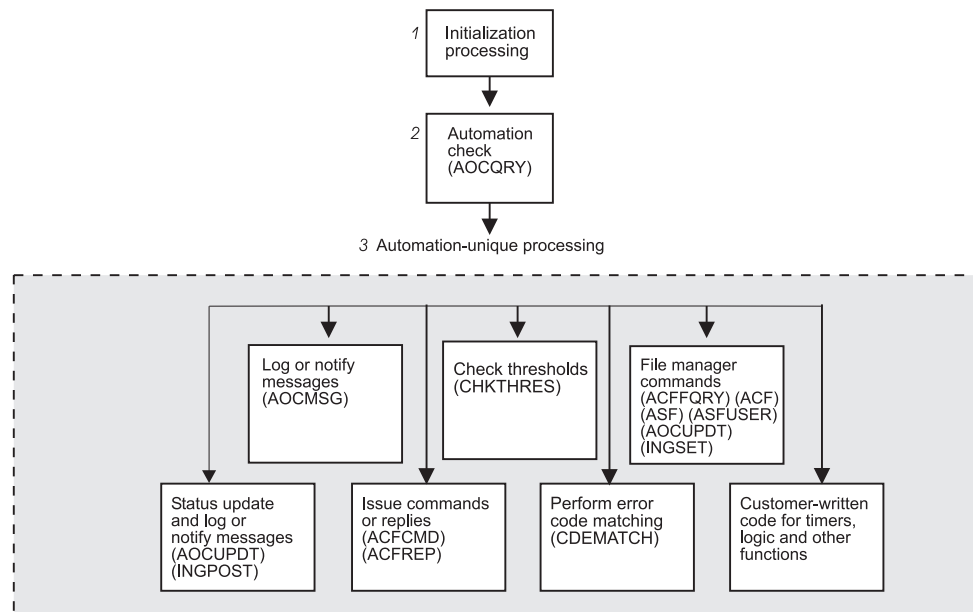 1 Initialization
processing
2 Automation
check
(AOCQRY)
3 Automation-unique processing
Log or notify
messages
(AOCMSG)
Check thresholds
(CHKTHRES)
File manager
commands
(ACFFQRY) (ACF)
(ASF) (ASFUSER)
(AOCUPDT)
(INGSET)
Status update
and log or
notify messages
(AOCUPDT)
(INGPOST)
Issue commands
or replies
(ACFCMD)
(ACFREP)
Perform error
code matching
(CDEMATCH)
Customer-written
code for timers,
logic and other
functions